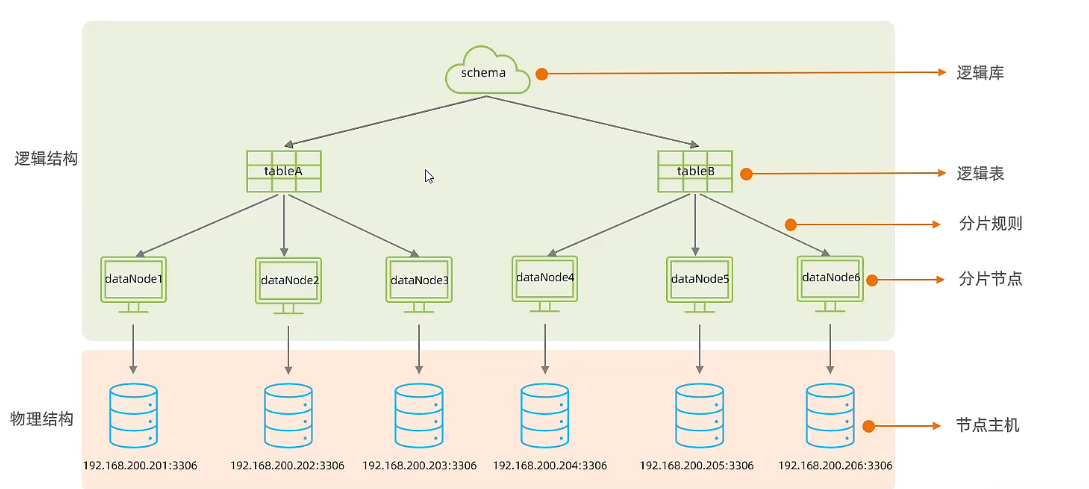 schema
逻辑库
逻辑结构
tableA
tableB
逻辑表
分片规则
dataNode1
dataNode2
dataNode3
dataNode4
dataNode5
dataNode6
分片节点
物理结构
节点主机
192.168.200.201:3306
192.168.200.202:3306
192.168.200.203:3306
192.168.200.204:3306
192.168.200.205:3306
192.168.200.206:3306